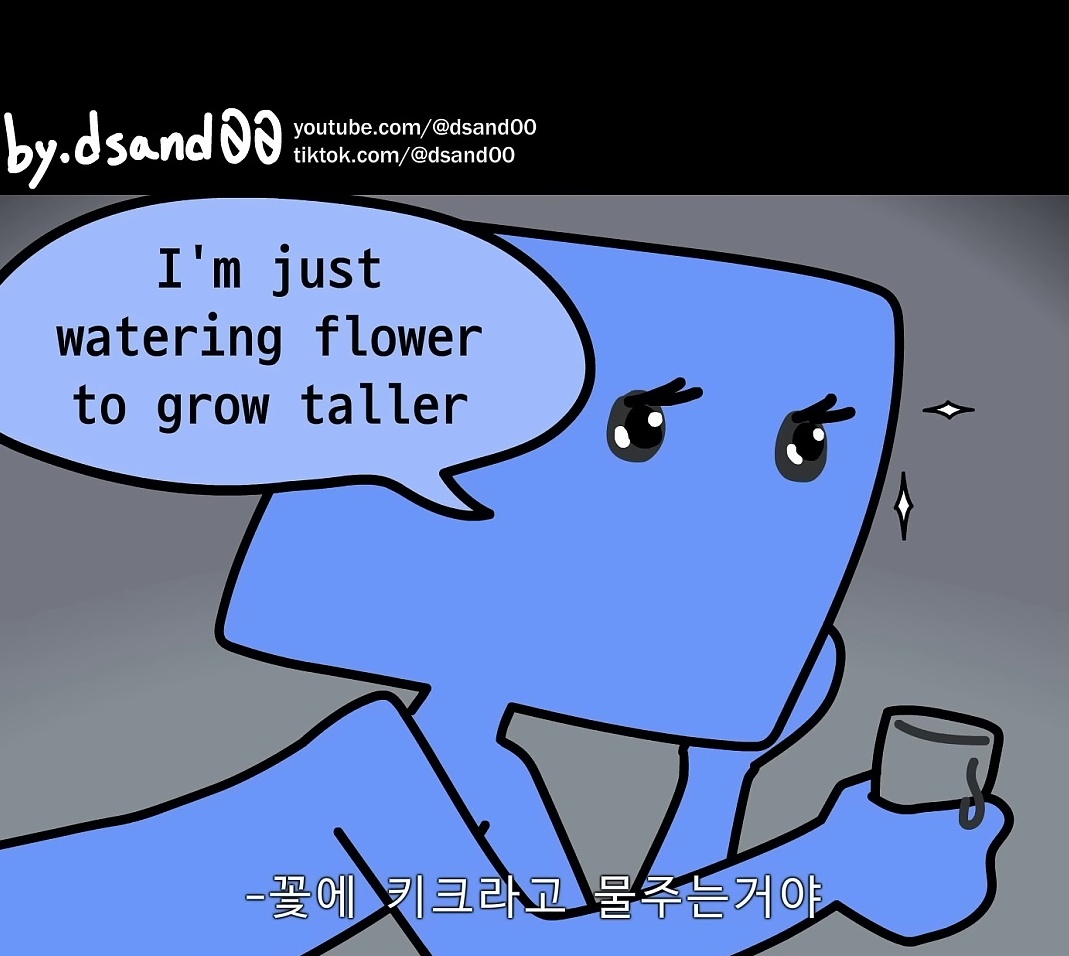 by.dsand00
youtube.com/@dsand00
tiktok.com/@dsand00
I'm just
watering flower
to grow taller
-꽃에 키크라고 물주는거야